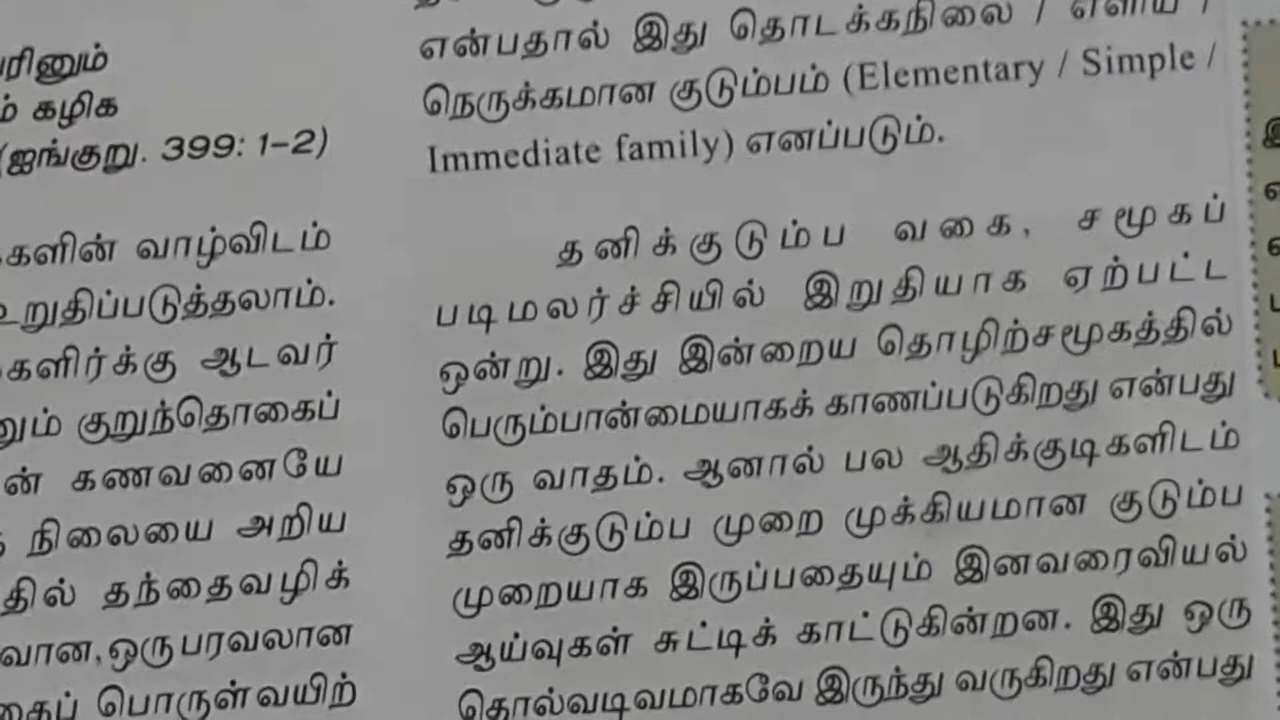 ம் கழிக
(ஐங்குறு. 399: 1-2)
வாழ்விடம்
உறுதிப்படுத்தலாம்.
ஆடவர்
குறுந்தொகைப்
கணவனையே
நிலையை அறிய
தந்தைவழிக்
ஒருபரவலான
பொருள்வயிற்
என்பதால் இது தொடக்கநிலை / எளிய /
நெருக்கமான குடும்பம் (Elementary / Simple /
Immediate family) எனப்படும்.
தனிக்குடும்ப வகை, சமூகப்
படிமலர்ச்சியில் இறுதியாக ஏற்பட்ட
ஒன்று. இது இன்றைய தொழிற்சமூகத்தில்
பெரும்பான்மையாகக் காணப்படுகிறது என்பது
ஒரு வாதம். ஆனால் பல ஆதிக்குடிகளிடம்
தனிக்குடும்ப முறை முக்கியமான குடும்ப
முறையாக இருப்பதையும் இனவரைவியல்
ஆய்வுகள் சுட்டிக் காட்டுகின்றன. இது ஒரு
தொல்வடிவமாகவே இருந்து வருகிறது என்பது